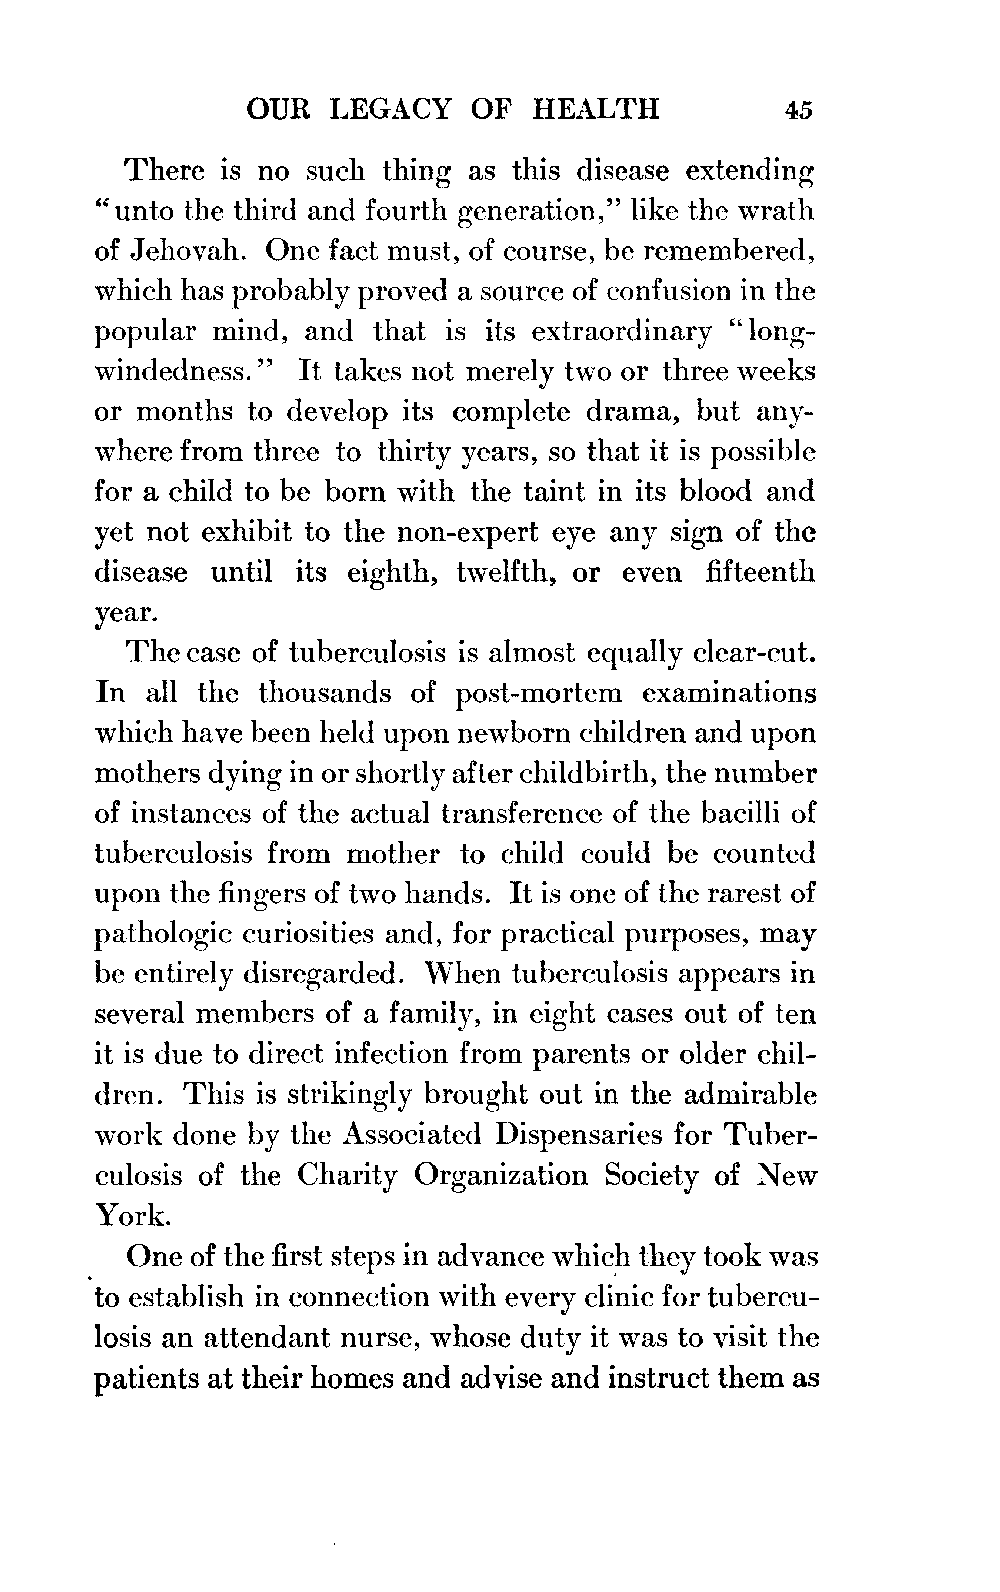 OUR LEGACY OF HEALTH 45
There is no such thing as this disease extending
"unto the third and fourth generation," like the wrath
of Jehovah. One fact must, of course, be remembered,
which has probably proved a source of confusion in the
popular mind, and that is its extraordinary "long-
windedness." It takes not merely two or three weeks
or months to develop its complete drama, but any-
where from three to thirty years, so that it is possible
for a child to be born with the taint in its blood and
yet not exhibit to the non-expert eye any sign of the
disease until its eighth, twelfth, or even fifteenth
year.
The case of tuberculosis is almost equally clear-cut.
In all the thousands of post-mortem examinations
which have been held upon newborn children and upon
mothers dying in or shortly after childbirth, the number
of instances of the actual transference of the bacilli of
tuberculosis from mother to child could be counted
upon the fingers of two hands. It is one of the rarest of
pathologic curiosities and, for practical purposes, may
be entirely disregarded. When tuberculosis appears in
several members of a family, in eight cases out of ten
it is due to direct infection from parents or older chil-
dren. This is strikingly brought out in the admirable
work done by the Associated Dispensaries for Tuber-
culosis of the Charity Organization Society of New
York.
One of the first steps in advance which they took was
to establish in connection with every clinic for tubercu-
losis an attendant nurse, whose duty it was to visit the
patients at their homes and advise and instruct them as